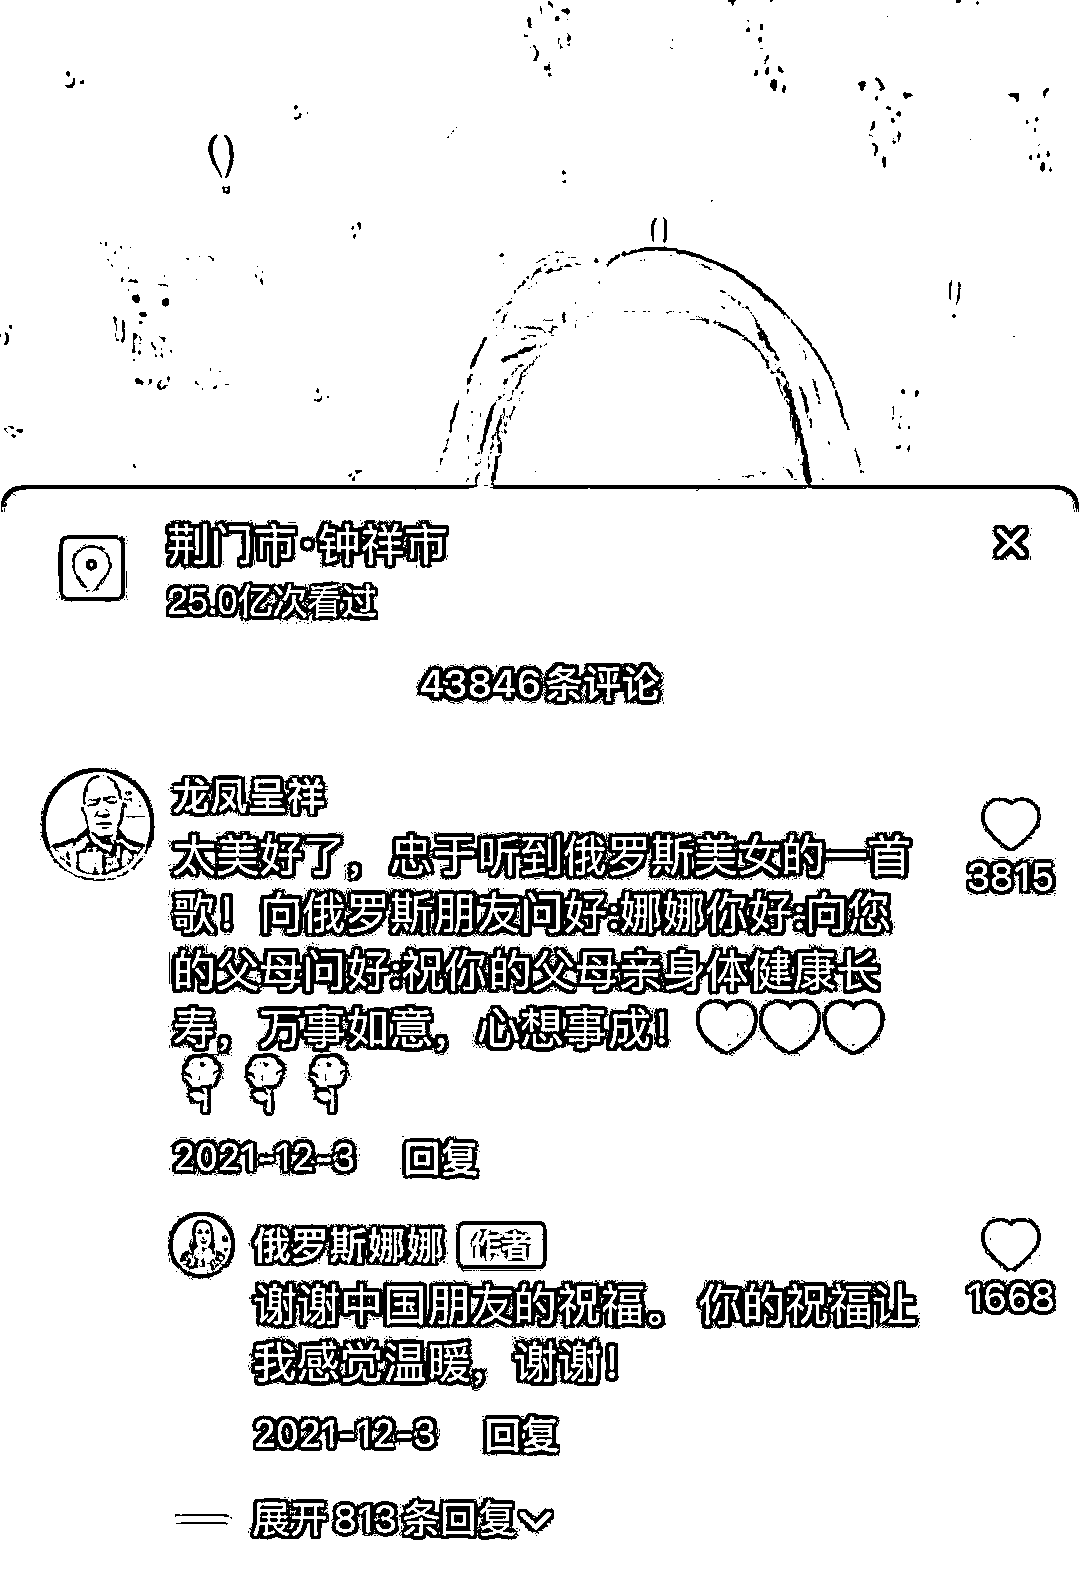 荆门市·钟祥市
25.0亿次看过
43846条评论
龙凤呈祥
太美好了，忠于听到俄罗斯美女的一首
歌！向俄罗斯朋友问好:娜娜你好:向您
的父母问好:祝你的父母亲身体健康长
寿，万事如意，心想事成！
3815
2021-12-3 回复
俄罗斯娜娜 作者
谢谢中国朋友的祝福。 你的祝福让
我感觉温暖，谢谢！
1668
2021-12-3 回复
展开813条回复